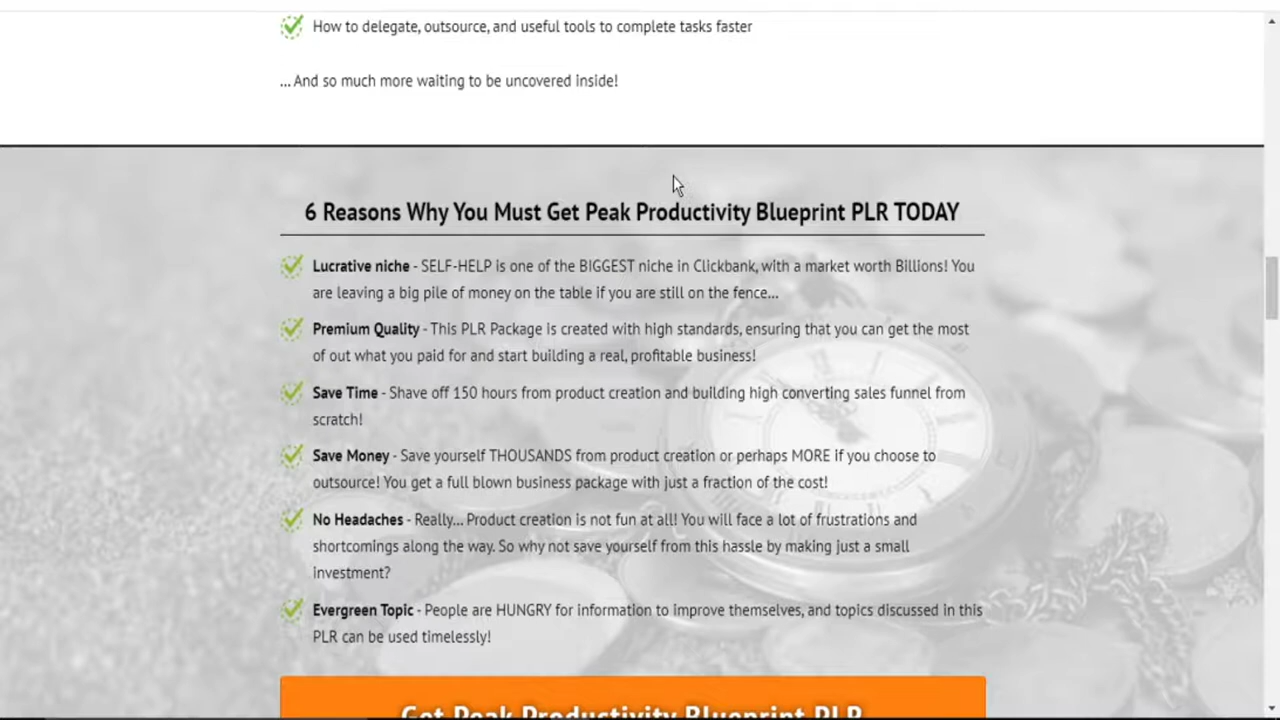 How to delegate, outsource, and useful tools to complete tasks faster
... And so much more waiting to be uncovered inside!
6 Reasons Why You Must Get Peak Productivity Blueprint PLR TODAY
Lucrative niche - SELF-HELP is one of the BIGGEST niche in Clickbank, with a market worth Billions! You
are leaving a big pile of money on the table if you are still on the fence...
Premium Quality - This PLR Package is created with high standards, ensuring that you can get the most
of out what you paid for and start building a real, profitable business!
Save Time - Shave off 150 hours from product creation and building high converting sales funnel from
scratch!
Save Money - Save yourself THOUSANDS from product creation or perhaps MORE if you choose to
outsource! You get a full blown business package with just a fraction of the cost!
No Headaches - Really... Product creation is not fun at all! You will face a lot of frustrations and
shortcomings along the way. So why not save yourself from this hassle by making just a small
investment?
Evergreen Topic - People are HUNGRY for information to improve themselves, and topics discussed in this
PLR can be used timelessly!
Get Peak Productivity Blueprint PLR